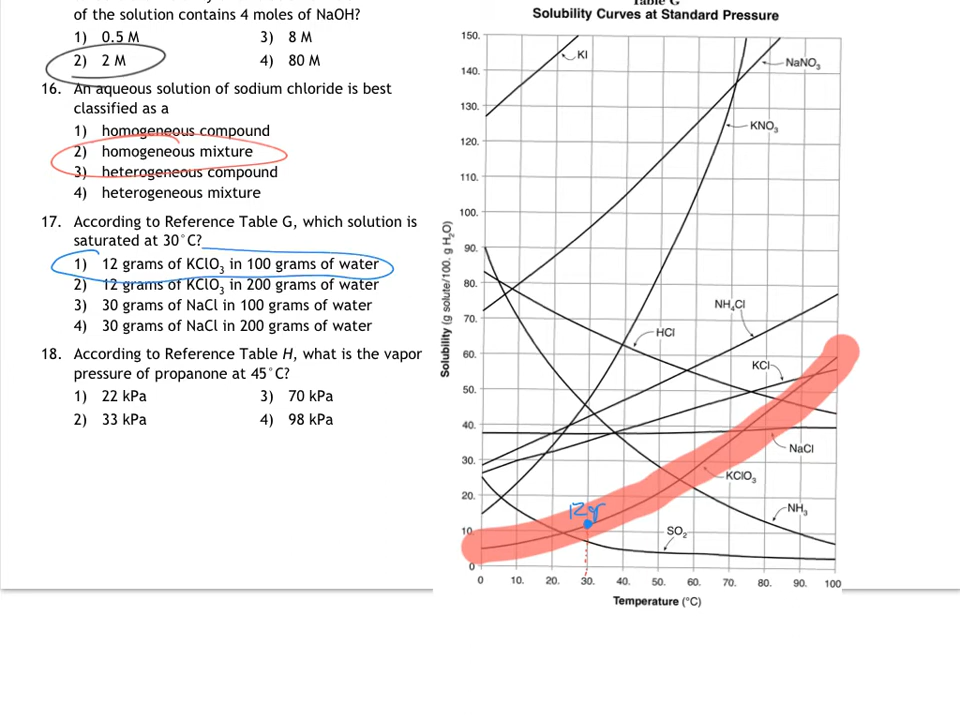 of the solution contains 4 moles of NaOH?
1) 0.5 M
3) 8 M
2) 2 M
4) 80 M
16. An aqueous solution of sodium chloride is best
classified as a
1) homogeneous compound
2) homogeneous mixture
3) heterogeneous compound
4) heterogeneous mixture
17. According to Reference Table G, which solution is
saturated at 30°C?
1) 12 grams of KClO₃ in 100 grams of water
2) 12 grams of KClO₃ in 200 grams of water
3) 30 grams of NaCl in 100 grams of water
4) 30 grams of NaCl in 200 grams of water
18. According to Reference Table H, what is the vapor
pressure of propanone at 45°C?
1) 22 kPa
3) 70 kPa
2) 33 kPa
4) 98 kPa
Table G
Solubility Curves at Standard Pressure
150.
KI
NaNO₃
140.
130.
KNO₃
120.
110.
100.
90.
80.
NH₄Cl
70.
HCl
60.
KCl
50.
40.
NaCl
30.
KClO₃
20.
12g
NH₃
10
SO₂
0
Solubility (g solute/100. g H₂O)
0 10. 20. 30. 40. 50. 60. 70. 80. 90. 100
Temperature (°C)